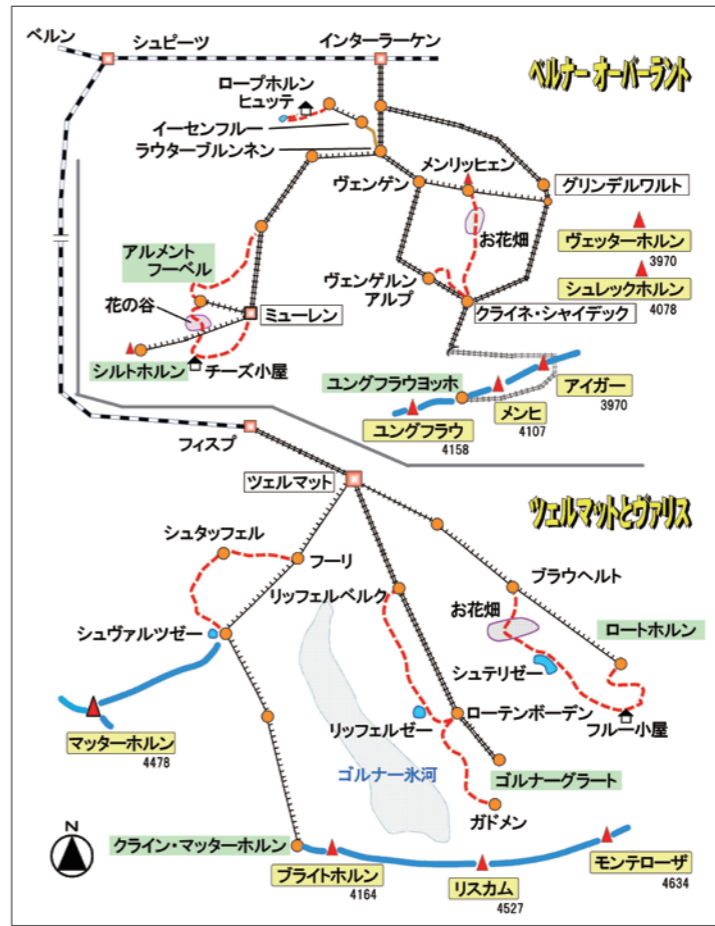 ベルン
シュピーツ
インターラーケン
ベルナー オーバーラント
ロープホルン
ヒュッテ
イーセンフルー
ラウターブルンネン
メンリッヒェン
ヴェンゲン
グリンデルワルト
お花畑
ヴェッターホルン
3970
アルメント
フーベル
ヴェンゲルン
アルプ
シュレックホルン
4078
花の谷
ミューレン
クライネ・シャイデック
シルトホルン
チーズ小屋
ユングフラウヨッホ
アイガー
3970
メンヒ
4107
ユングフラウ
4158
フィスプ
ツェルマット
ツェルマットとヴァリス
シュタッフェル
フーリ
ブラウヘルト
リッフェルベルク
お花畑
ロートホルン
シュヴァルツゼー
シュテリゼー
ローテンボーデン
フルー小屋
マッターホルン
4478
リッフェルゼー
ゴルナー氷河
ゴルナーグラート
ガドメン
N
クライン・マッターホルン
ブライトホルン
4164
リスカム
4527
モンテローザ
4634